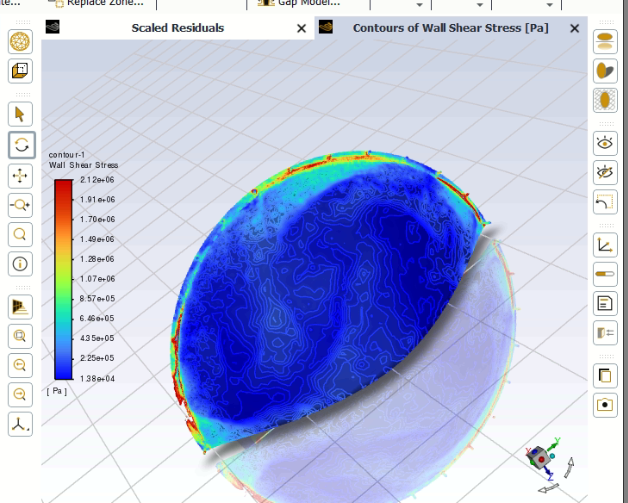 te...
Replace Zone...
Gap Model...
Scaled Residuals
Contours of Wall Shear Stress [Pa]
contour-1
Wall Shear Stress
2.12e+06
1.91e+06
1.70e+06
1.49e+06
1.28e+06
1.07e+06
8.57e+05
6.46e+05
4.35e+05
2.25e+05
1.38e+04
[ Pa ]
X
Y
Z